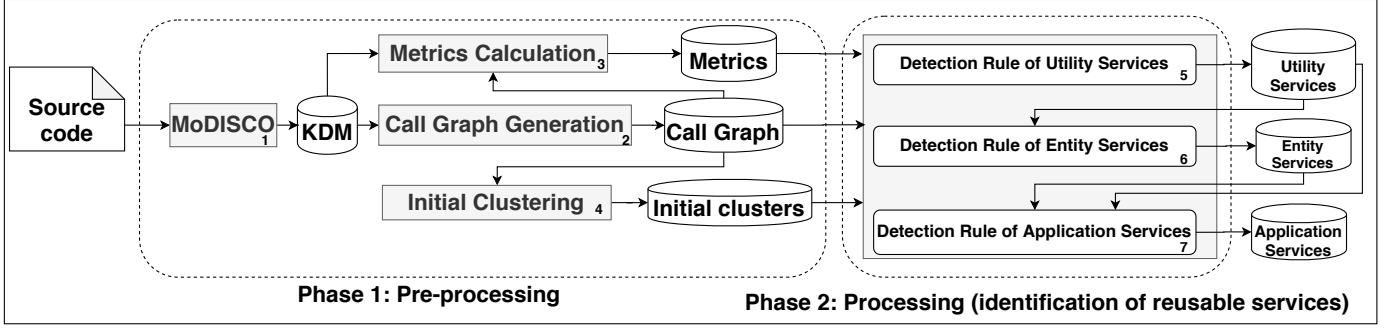 Source
code
MoDISCO
1
KDM
Metrics Calculation
3
Metrics
Call Graph Generation
2
Call Graph
Initial Clustering
4
Initial clusters
Phase 1: Pre-processing
Detection Rule of Utility Services
5
Utility
Services
Detection Rule of Entity Services
6
Entity
Services
Detection Rule of Application Services
7
Application
Services
Phase 2: Processing (identification of reusable services)